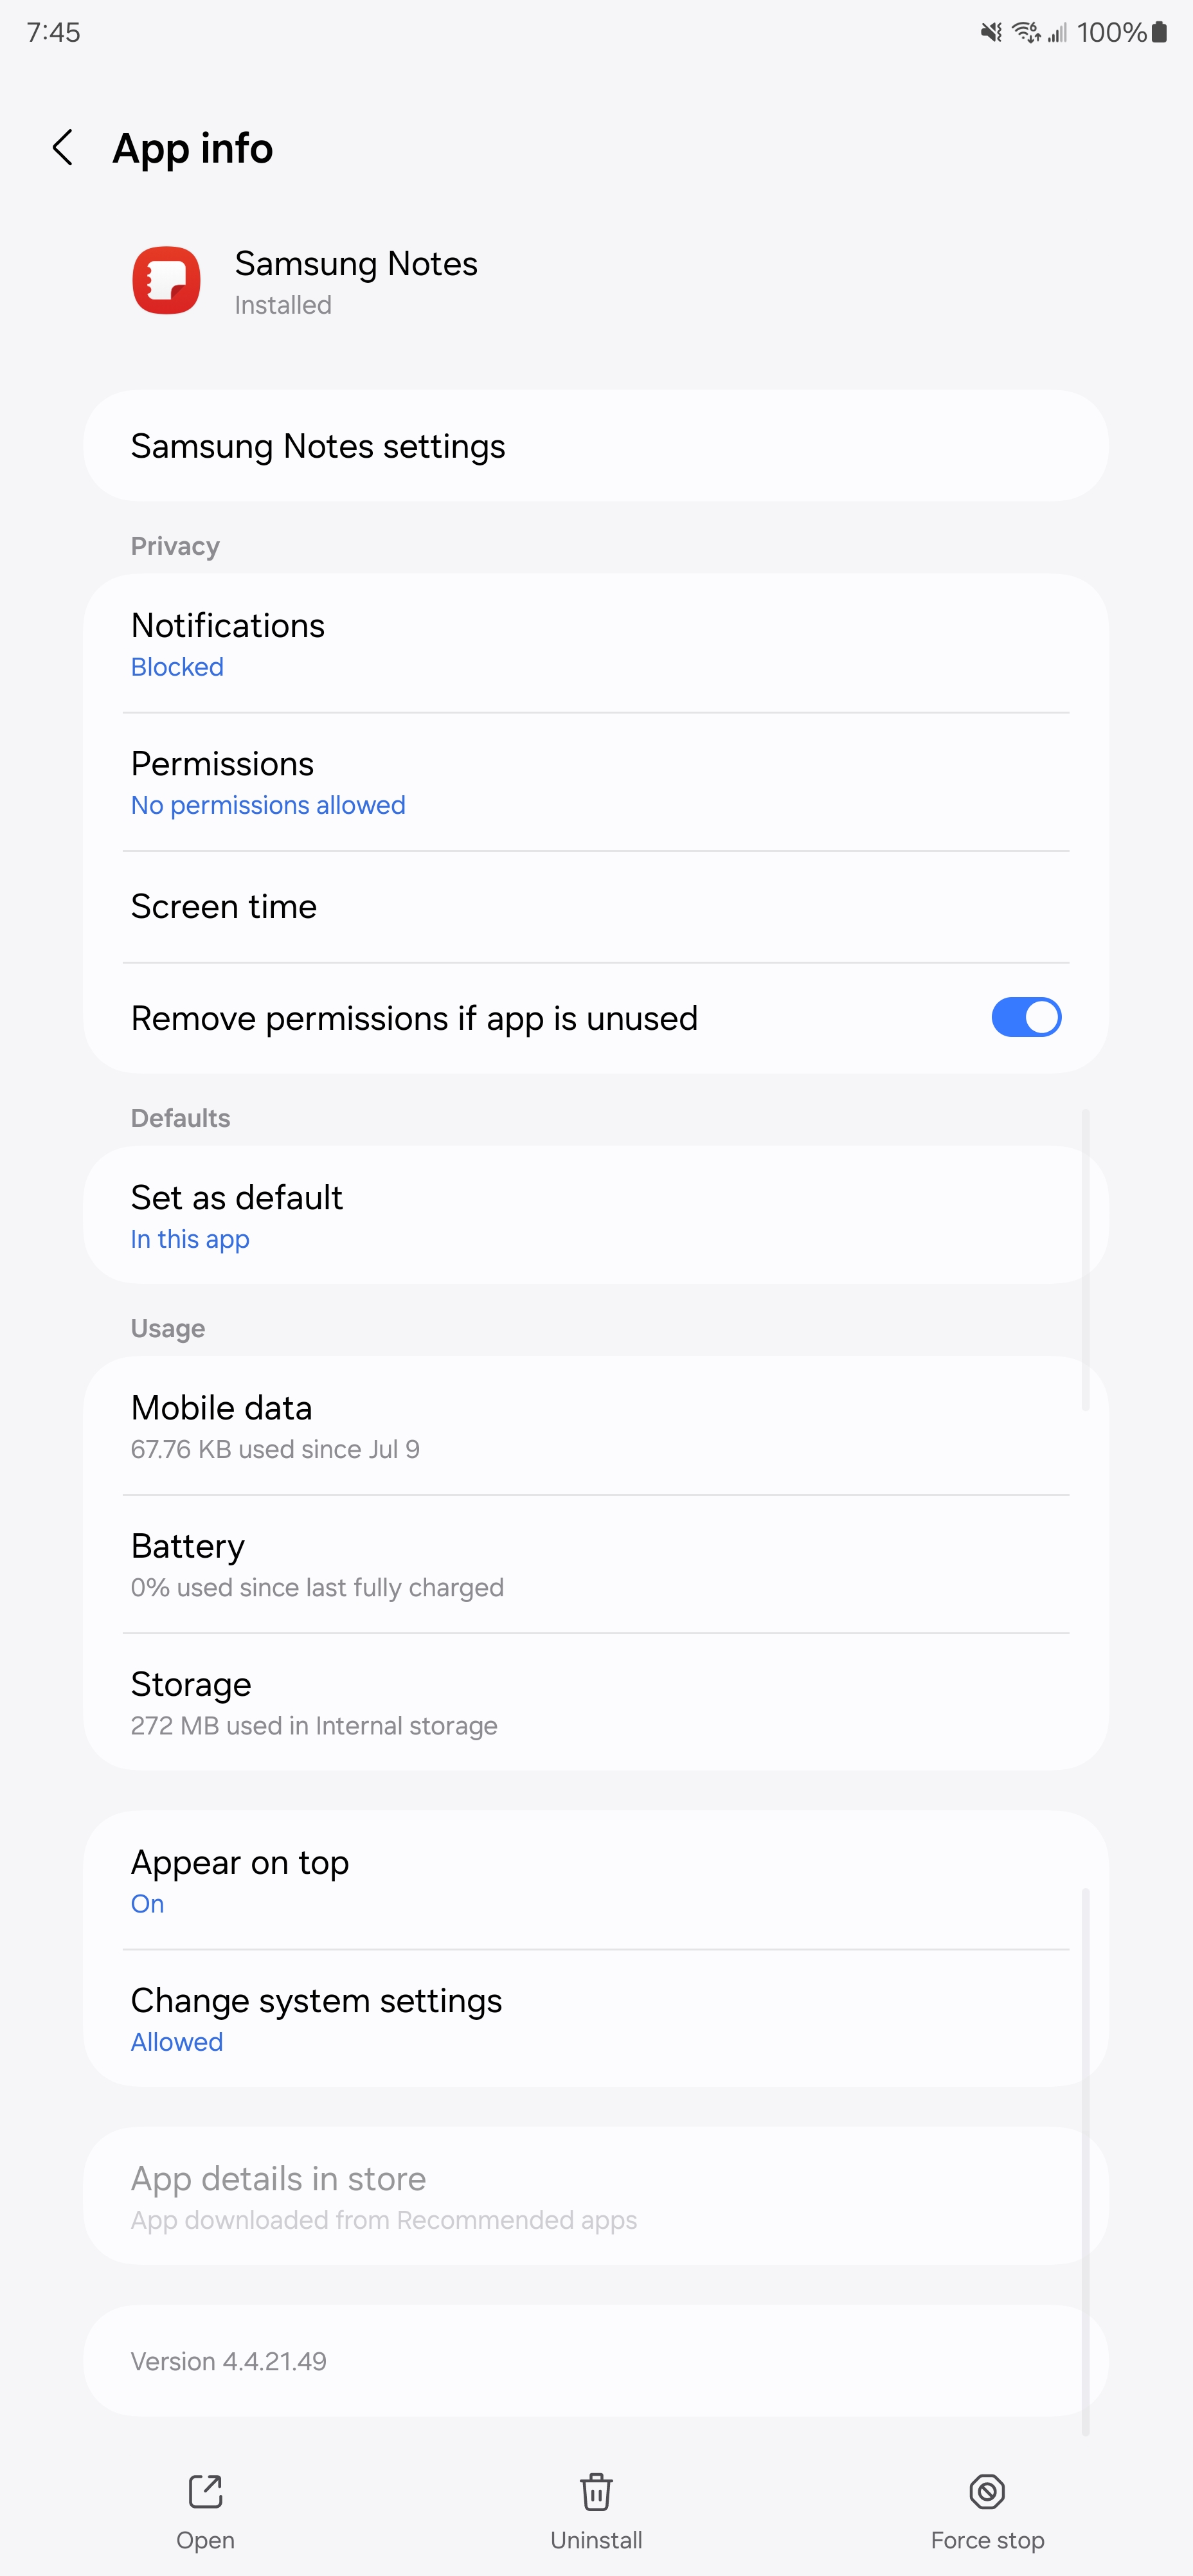 7:45
100%
App info
Samsung Notes
Installed
Samsung Notes settings
Privacy
Notifications
Blocked
Permissions
No permissions allowed
Screen time
Remove permissions if app is unused
Defaults
Set as default
In this app
Usage
Mobile data
67.76 KB used since Jul 9
Battery
0% used since last fully charged
Storage
272 MB used in Internal storage
Appear on top
On
Change system settings
Allowed
App details in store
App downloaded from Recommended apps
Version 4.4.21.49
Open
Uninstall
Force stop